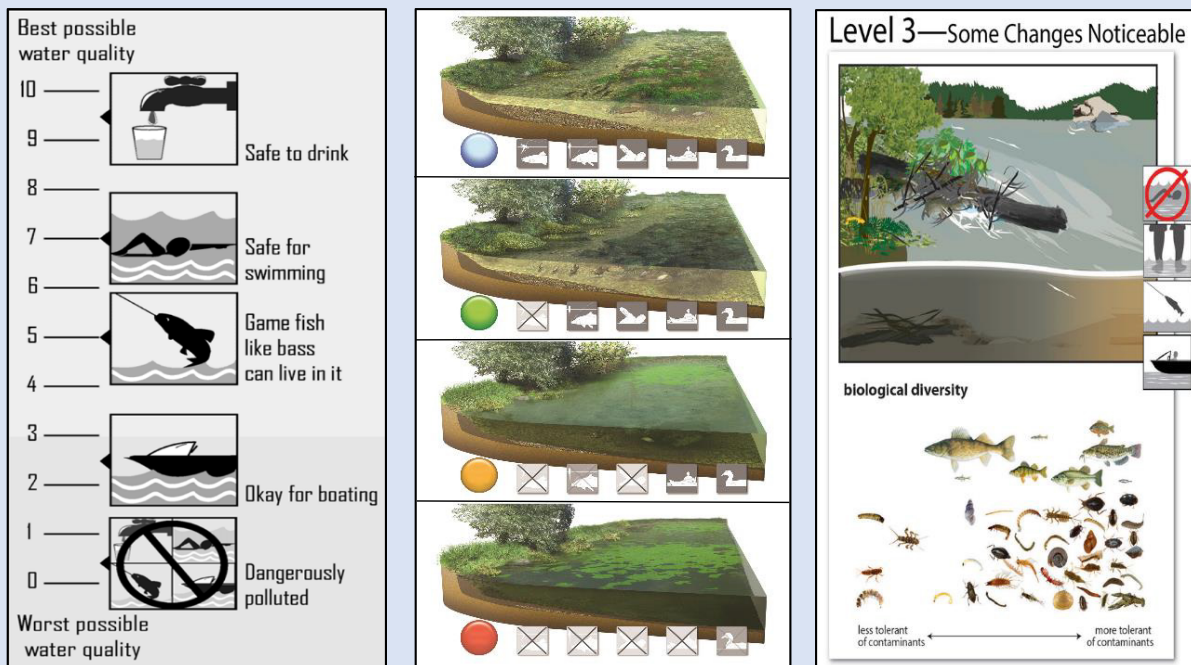 Best possible
water quality
10
9
Safe to drink
8
7
Safe for
swimming
6
5
Game fish
like bass
can live in it
4
3
2
Okay for boating
1
0
Dangerously
polluted
Worst possible
water quality
Level 3—Some Changes Noticeable
biological diversity
less tolerant
of contaminants
more tolerant
of contaminants